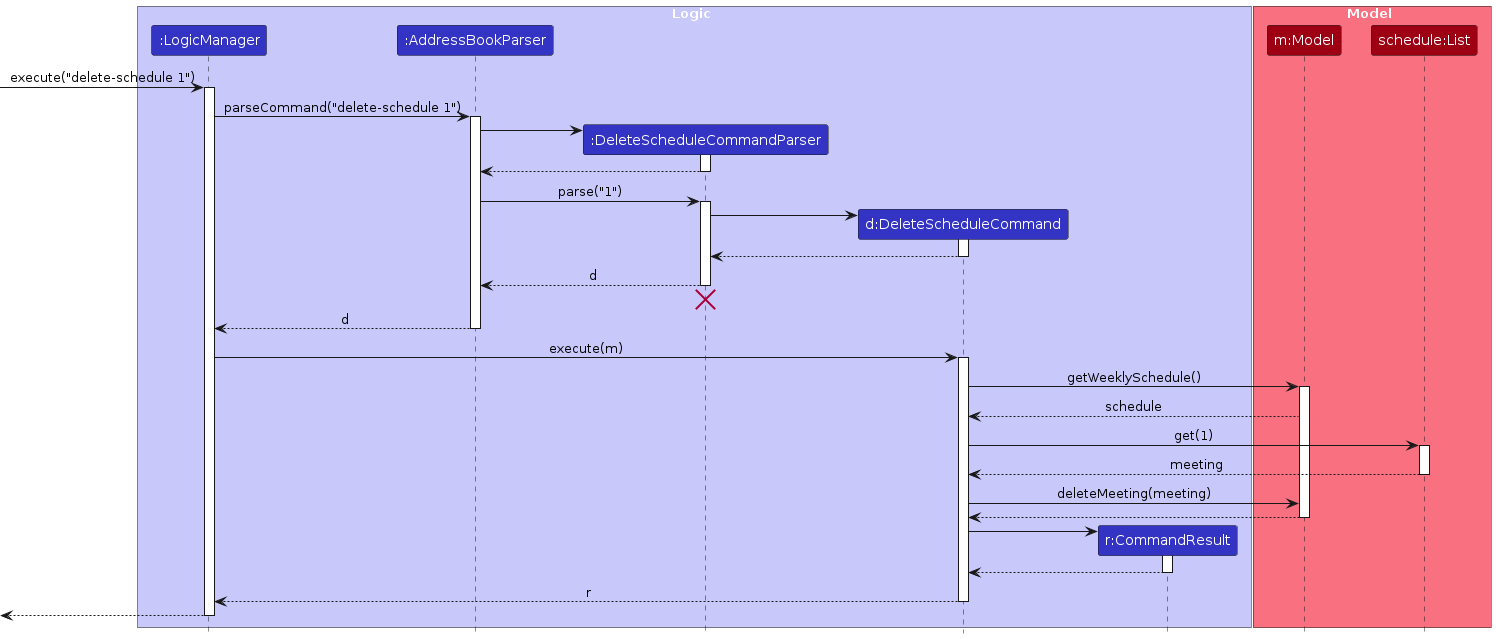 Logic
Model
:LogicManager
:AddressBookParser
m:Model
schedule:List
execute("delete-schedule 1")
parseCommand("delete-schedule 1")
:DeleteScheduleCommandParser
parse("1")
d:DeleteScheduleCommand
d
d
execute(m)
getWeeklySchedule()
schedule
get(1)
meeting
deleteMeeting(meeting)
r:CommandResult
r